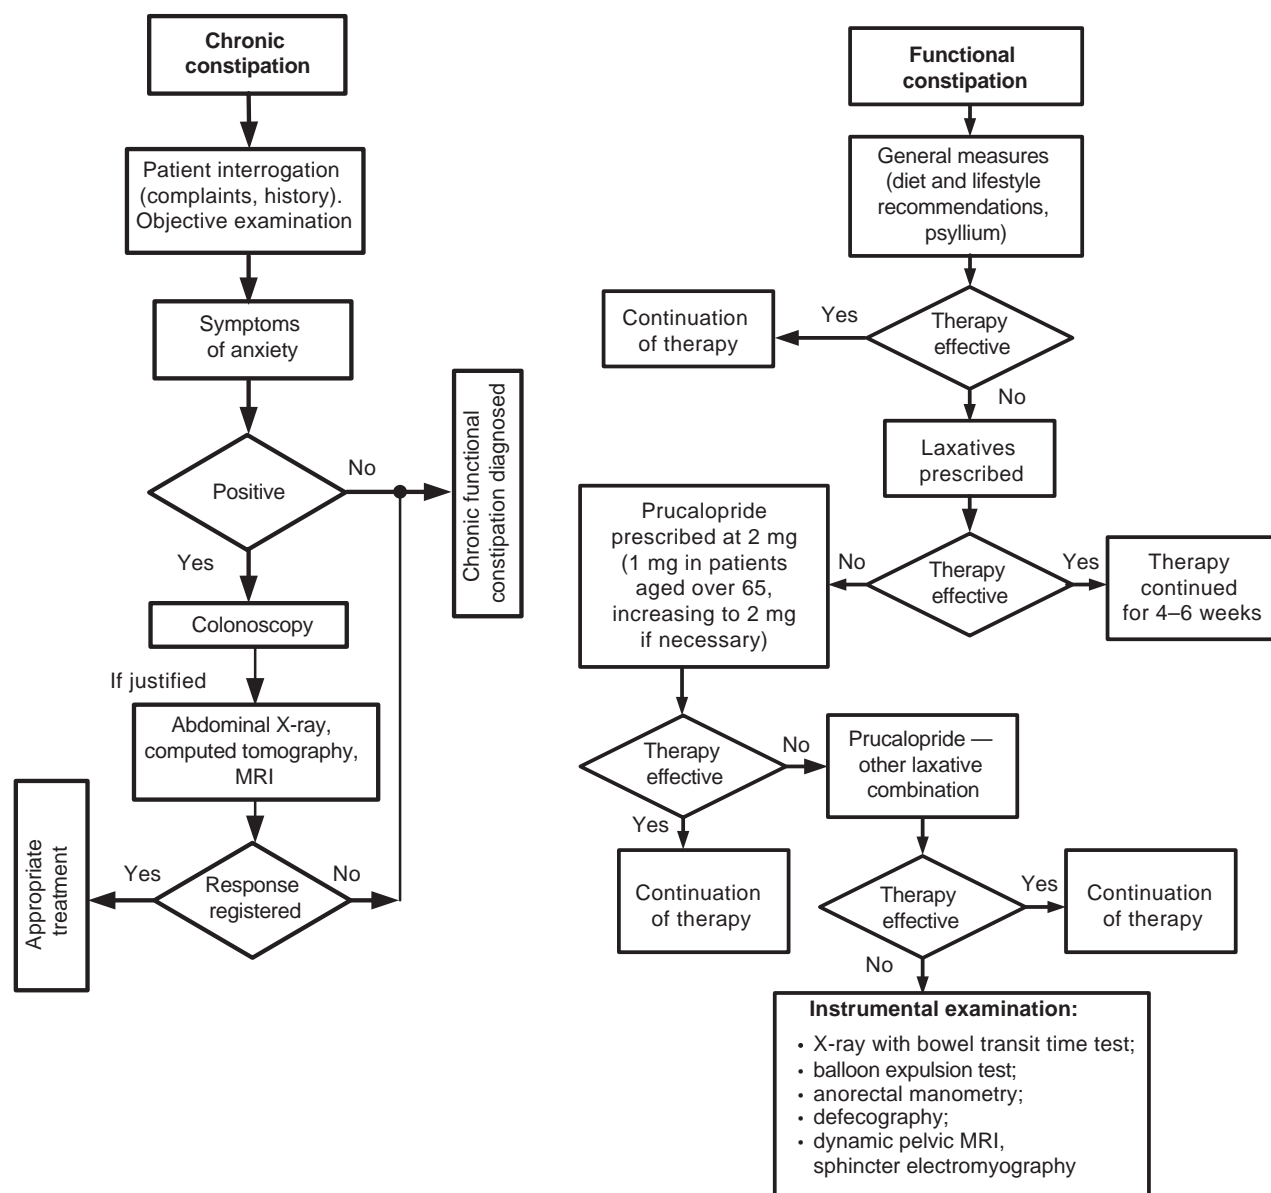 Chronic
constipation
Patient interrogation
(complaints, history).
Objective examination
Symptoms
of anxiety
Positive
No
Chronic functional
constipation diagnosed
Yes
Colonoscopy
If justified
Abdominal X-ray,
computed tomography,
MRI
Response
registered
Yes
No
Appropriate
treatment
Functional
constipation
General measures
(diet and lifestyle
recommendations,
psyllium)
Therapy
effective
Yes
Continuation
of therapy
No
Laxatives
prescribed
Therapy
effective
Yes
Therapy
continued
for 4–6 weeks
No
Prucalopride
prescribed at 2 mg
(1 mg in patients
aged over 65,
increasing to 2 mg
if necessary)
Therapy
effective
Yes
Continuation
of therapy
No
Prucalopride —
other laxative
combination
Therapy
effective
Yes
Continuation
of therapy
No
Instrumental examination:
• X-ray with bowel transit time test;
• balloon expulsion test;
• anorectal manometry;
• defecography;
• dynamic pelvic MRI,
sphincter electromyography